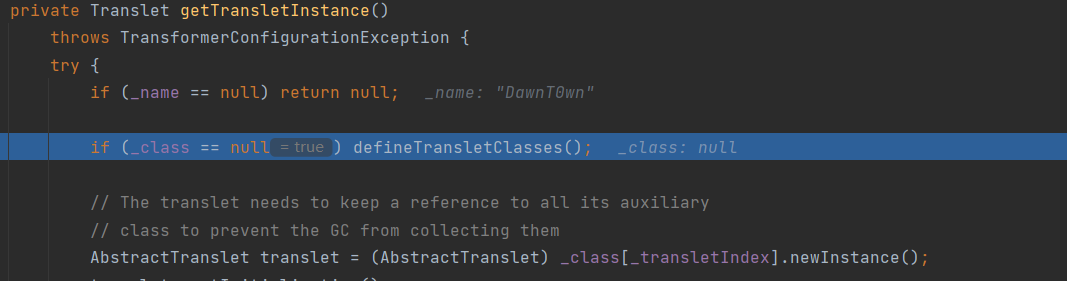 private Translet getTransletInstance()
throws TransformerConfigurationException {
try {
if (_name == null) return null; _name: "DawnT0wn"
if (_class == null = true ) defineTransletClasses(); _class: null
// The translet needs to keep a reference to all its auxiliary
// class to prevent the GC from collecting them
AbstractTranslet translet = (AbstractTranslet) _class[_transletIndex].newInstance();